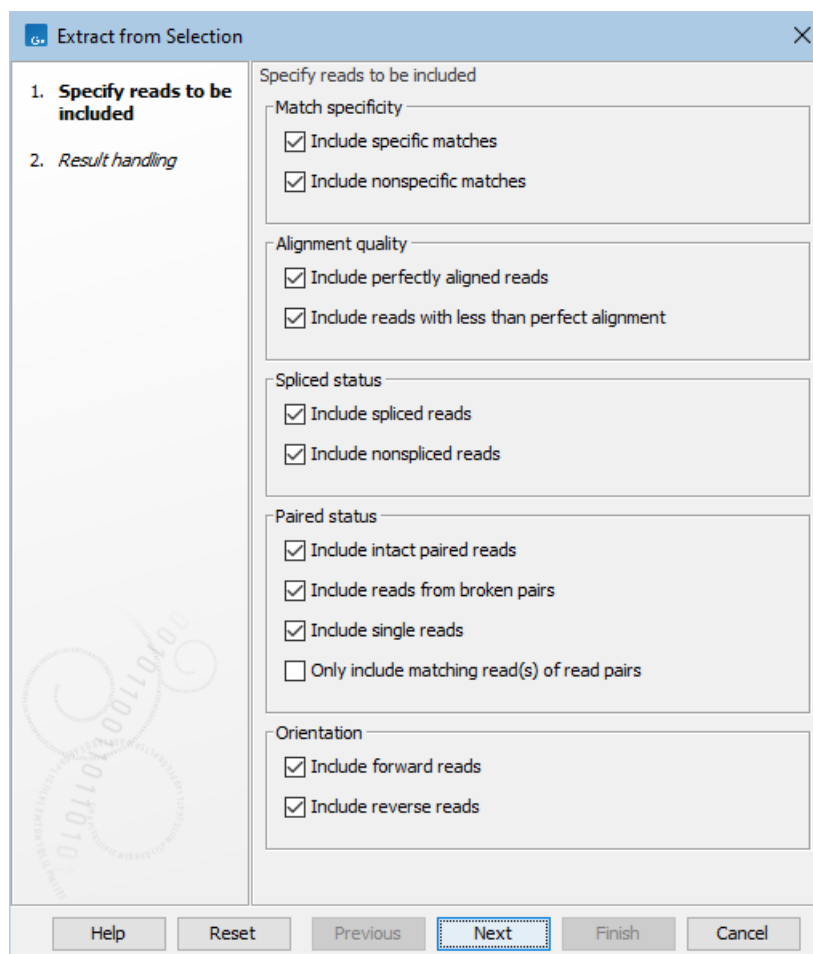 Extract from Selection
1. Specify reads to be
included
2. Result handling
Specify reads to be included
Match specificity
Include specific matches
Include nonspecific matches
Alignment quality
Include perfectly aligned reads
Include reads with less than perfect alignment
Spliced status
Include spliced reads
Include nonspliced reads
Paired status
Include intact paired reads
Include reads from broken pairs
Include single reads
Only include matching read(s) of read pairs
Orientation
Include forward reads
Include reverse reads
Help
Reset
Previous
Next
Finish
Cancel